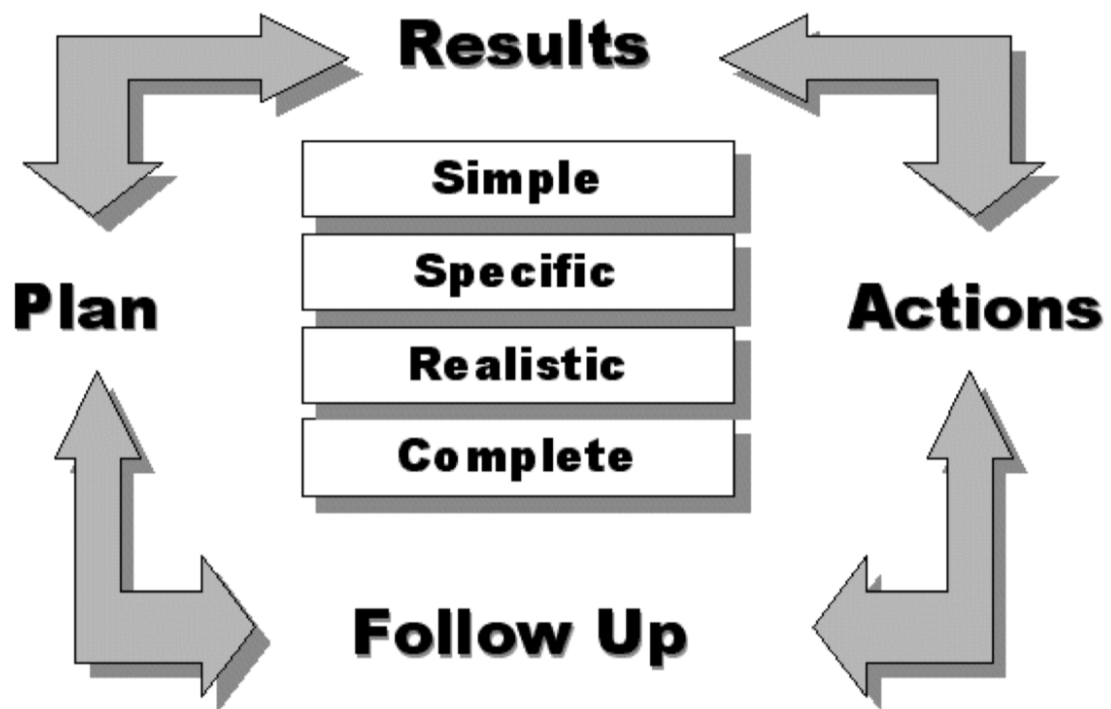 Results
Simple
Specific
Plan
Actions
Realistic
Complete
Follow Up